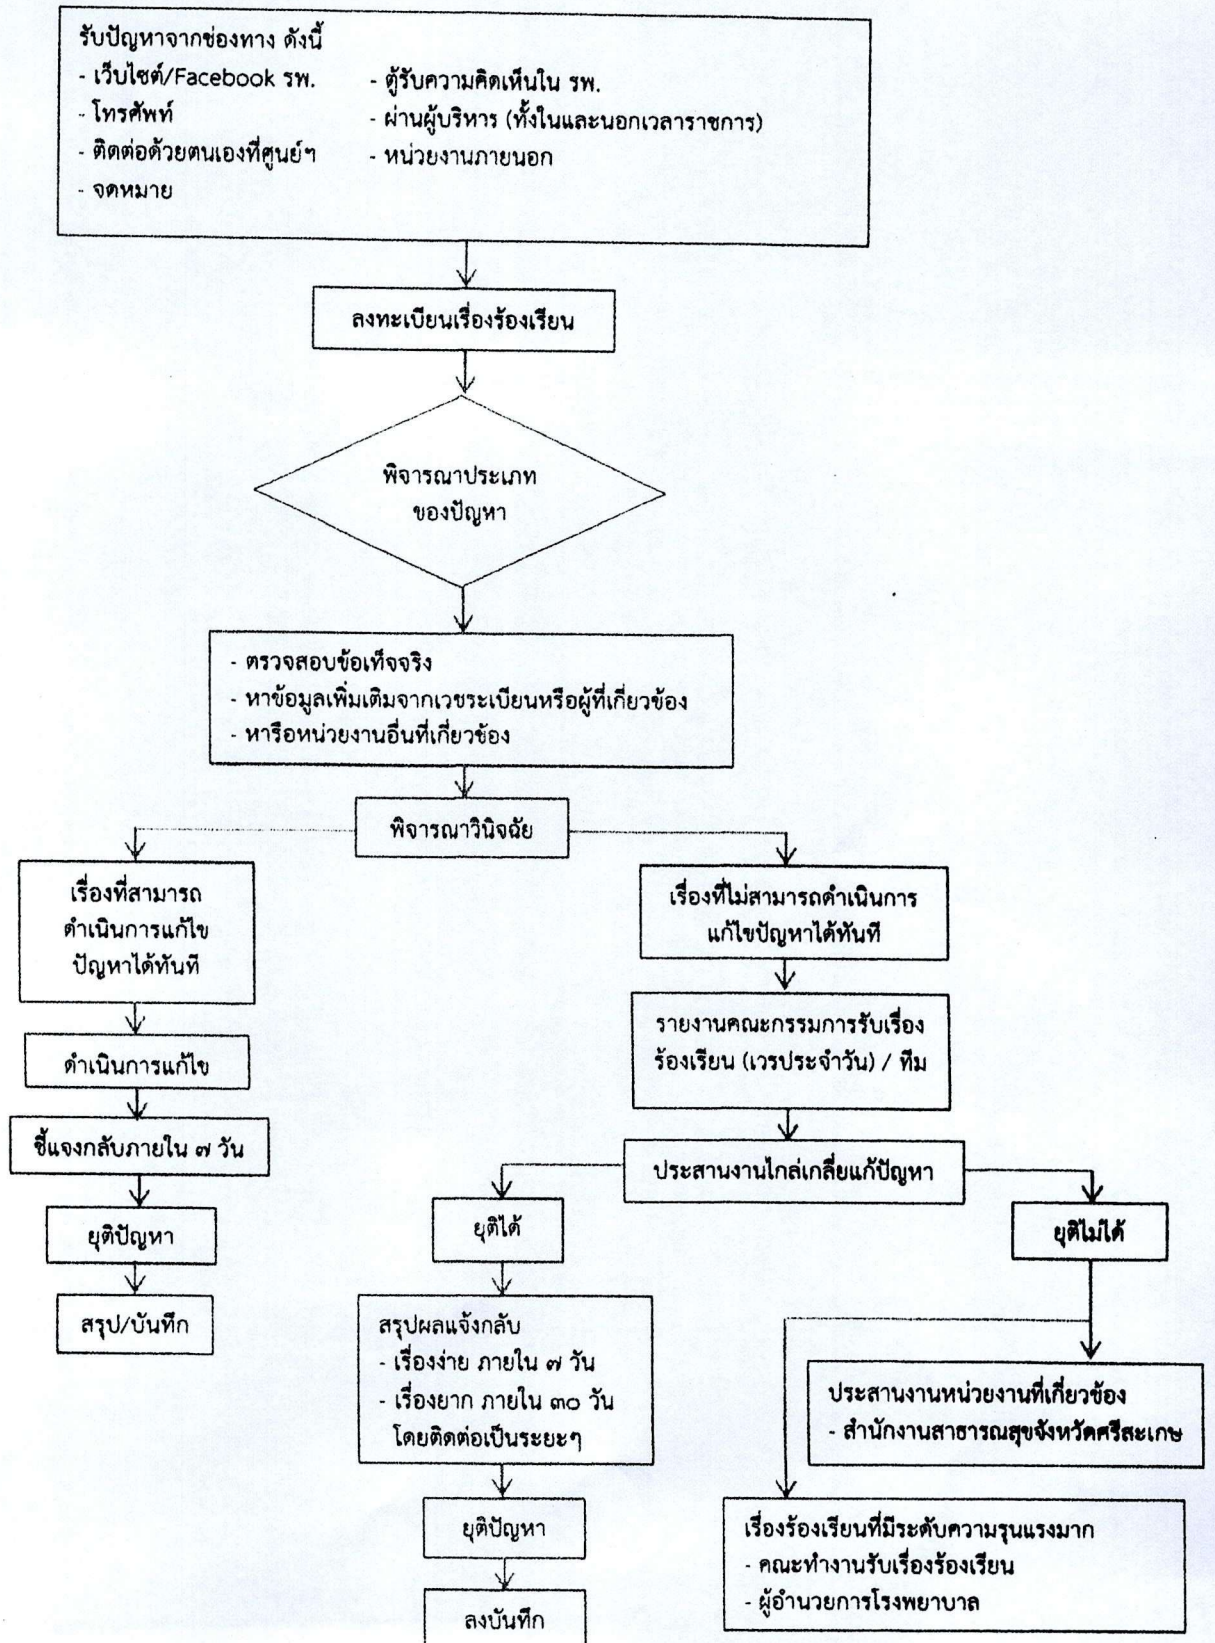 รับปัญหาจากช่องทาง ดังนี้
- เว็บไซต์/Facebook รพ.
- ตู้รับความคิดเห็นใน รพ.
- โทรศัพท์
- ผ่านผู้บริหาร (ทั้งในและนอกเวลาราชการ)
- ติดต่อด้วยตนเองที่ศูนย์ฯ
- หน่วยงานภายนอก
- จดหมาย
ลงทะเบียนเรื่องร้องเรียน
พิจารณาประเภท
ของปัญหา
- ตรวจสอบข้อเท็จจริง
- หาข้อมูลเพิ่มเติมจากเวชระเบียนหรือผู้ที่เกี่ยวข้อง
- หารือหน่วยงานอื่นที่เกี่ยวข้อง
พิจารณาวินิจฉัย
เรื่องที่สามารถ
ดำเนินการแก้ไข
ปัญหาได้ทันที
ดำเนินการแก้ไข
ชี้แจงกลับภายใน ๗ วัน
ยุติปัญหา
สรุป/บันทึก
เรื่องที่ไม่สามารถดำเนินการ
แก้ไขปัญหาได้ทันที
รายงานคณะกรรมการรับเรื่อง
ร้องเรียน (เวรประจำวัน) / ทีม
ประสานงานไกล่เกลี่ยแก้ปัญหา
ยุติได้
สรุปผลแจ้งกลับ
- เรื่องง่าย ภายใน ๗ วัน
- เรื่องยาก ภายใน ๓๐ วัน
โดยติดต่อเป็นระยะๆ
ยุติปัญหา
ลงบันทึก
ยุติไม่ได้
ประสานงานหน่วยงานที่เกี่ยวข้อง
- สำนักงานสาธารณสุขจังหวัดศรีสะเกษ
เรื่องร้องเรียนที่มีระดับความรุนแรงมาก
- คณะทำงานรับเรื่องร้องเรียน
- ผู้อำนวยการโรงพยาบาล